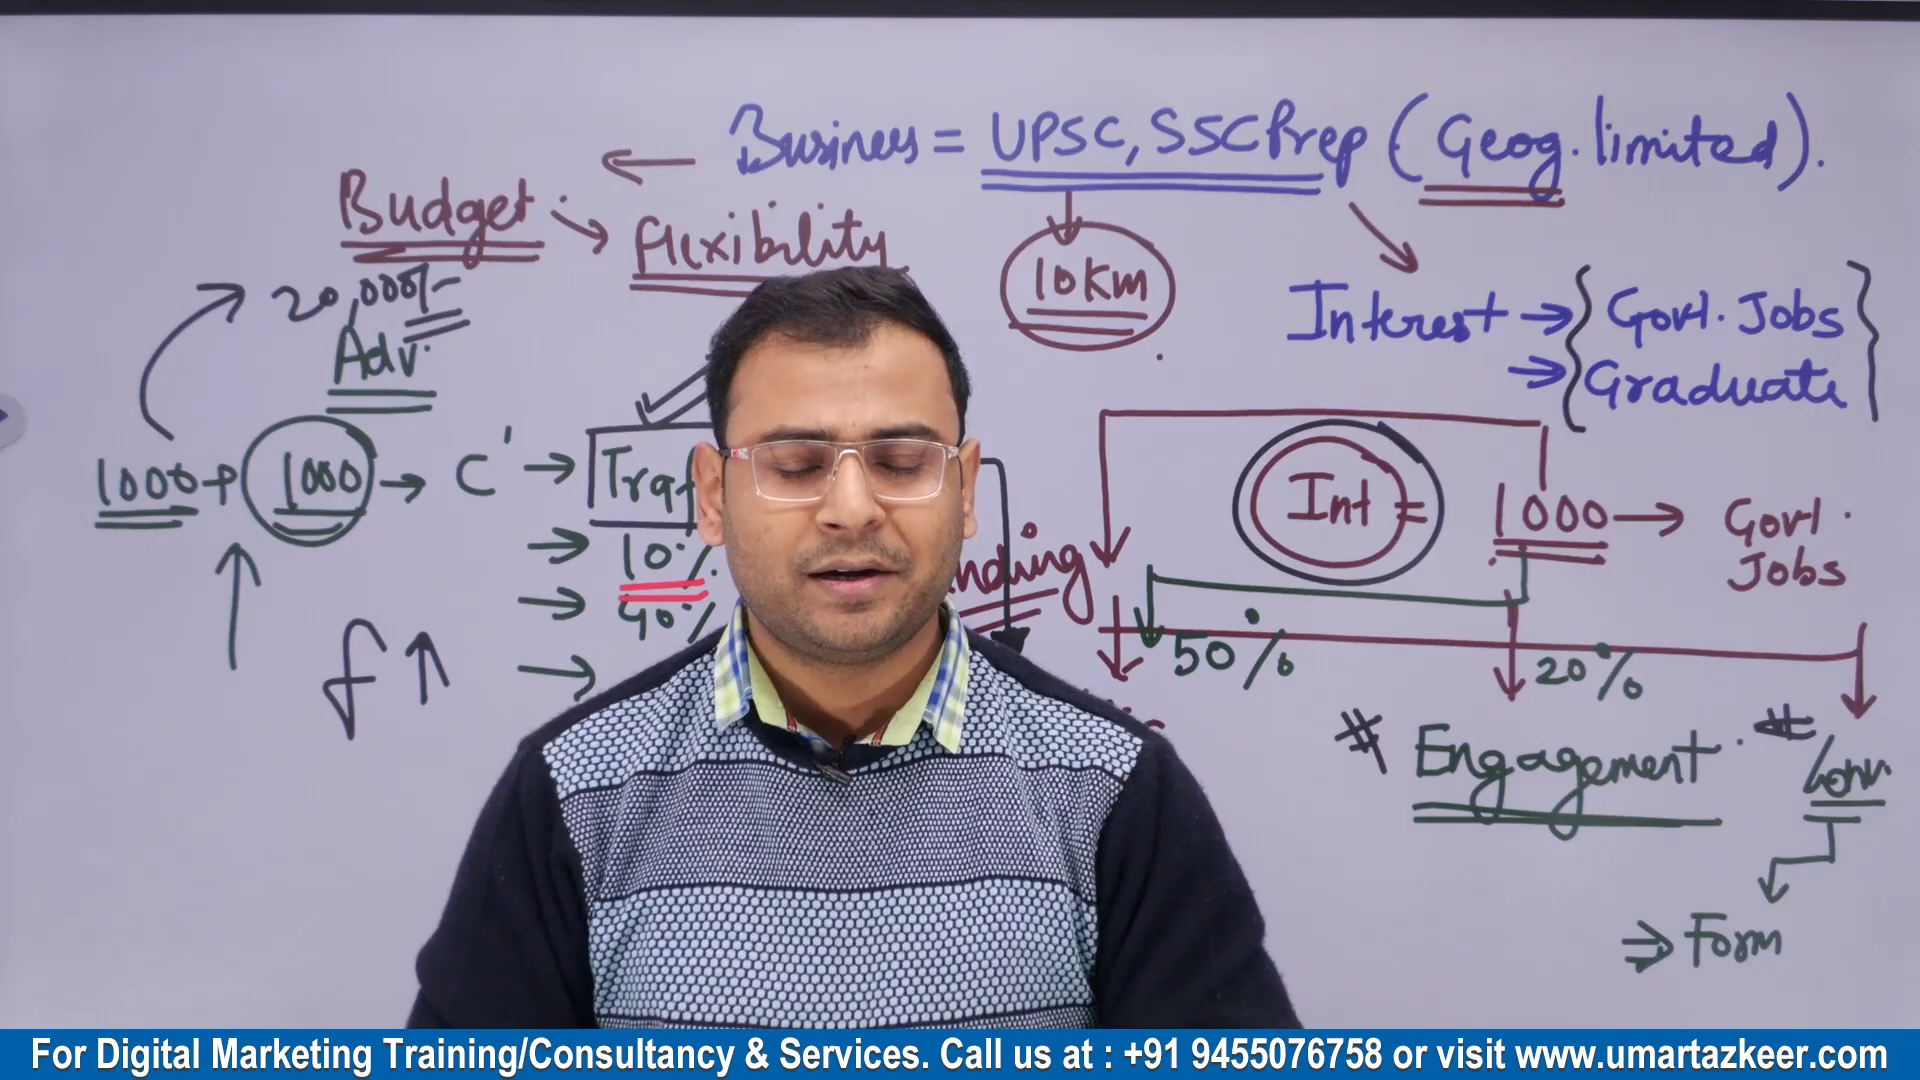 Business = UPSC, SSC Prep (Geog. limited).
Budget
Flexibility
10 Km
20,000/-
Adv.
Interest → { Govt. Jobs
→ { Graduate }
1000 + 1000 → C' →
→ 10%
→ 40%
→
Int = 1000 → Govt. Jobs
50%
20%
# Engagement. #
⇒ Form
f ↑
For Digital Marketing Training/Consultancy & Services. Call us at : +91 9455076758 or visit www.umartazkeer.com